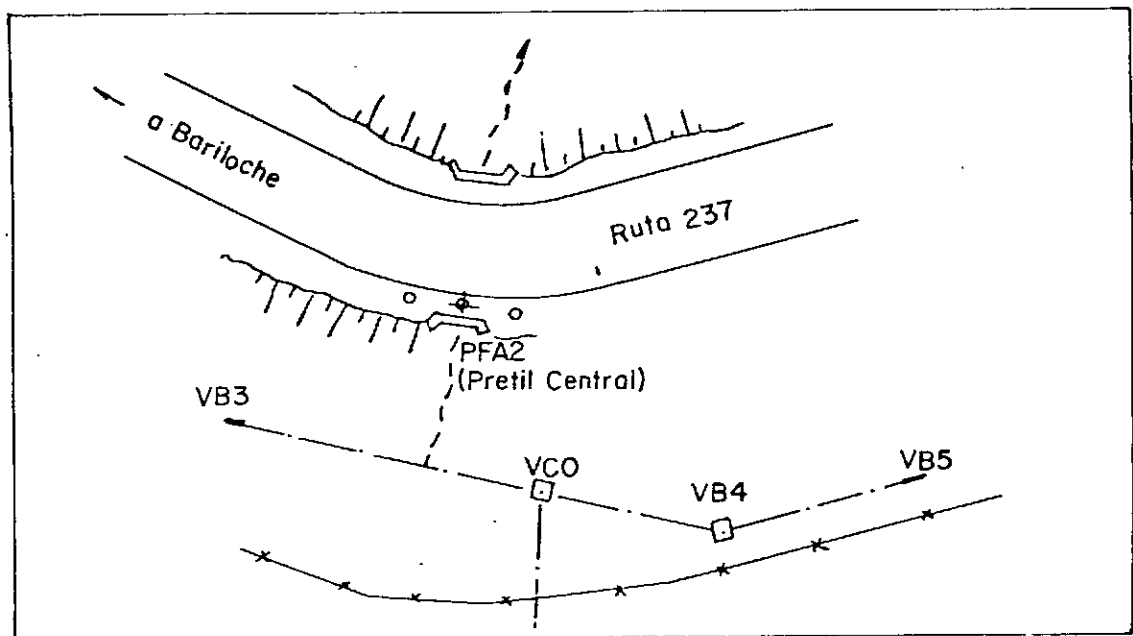 a Bariloche
Ruta 237
PFA2
(Pretil Central)
VB3
VCO
VB4
VB5